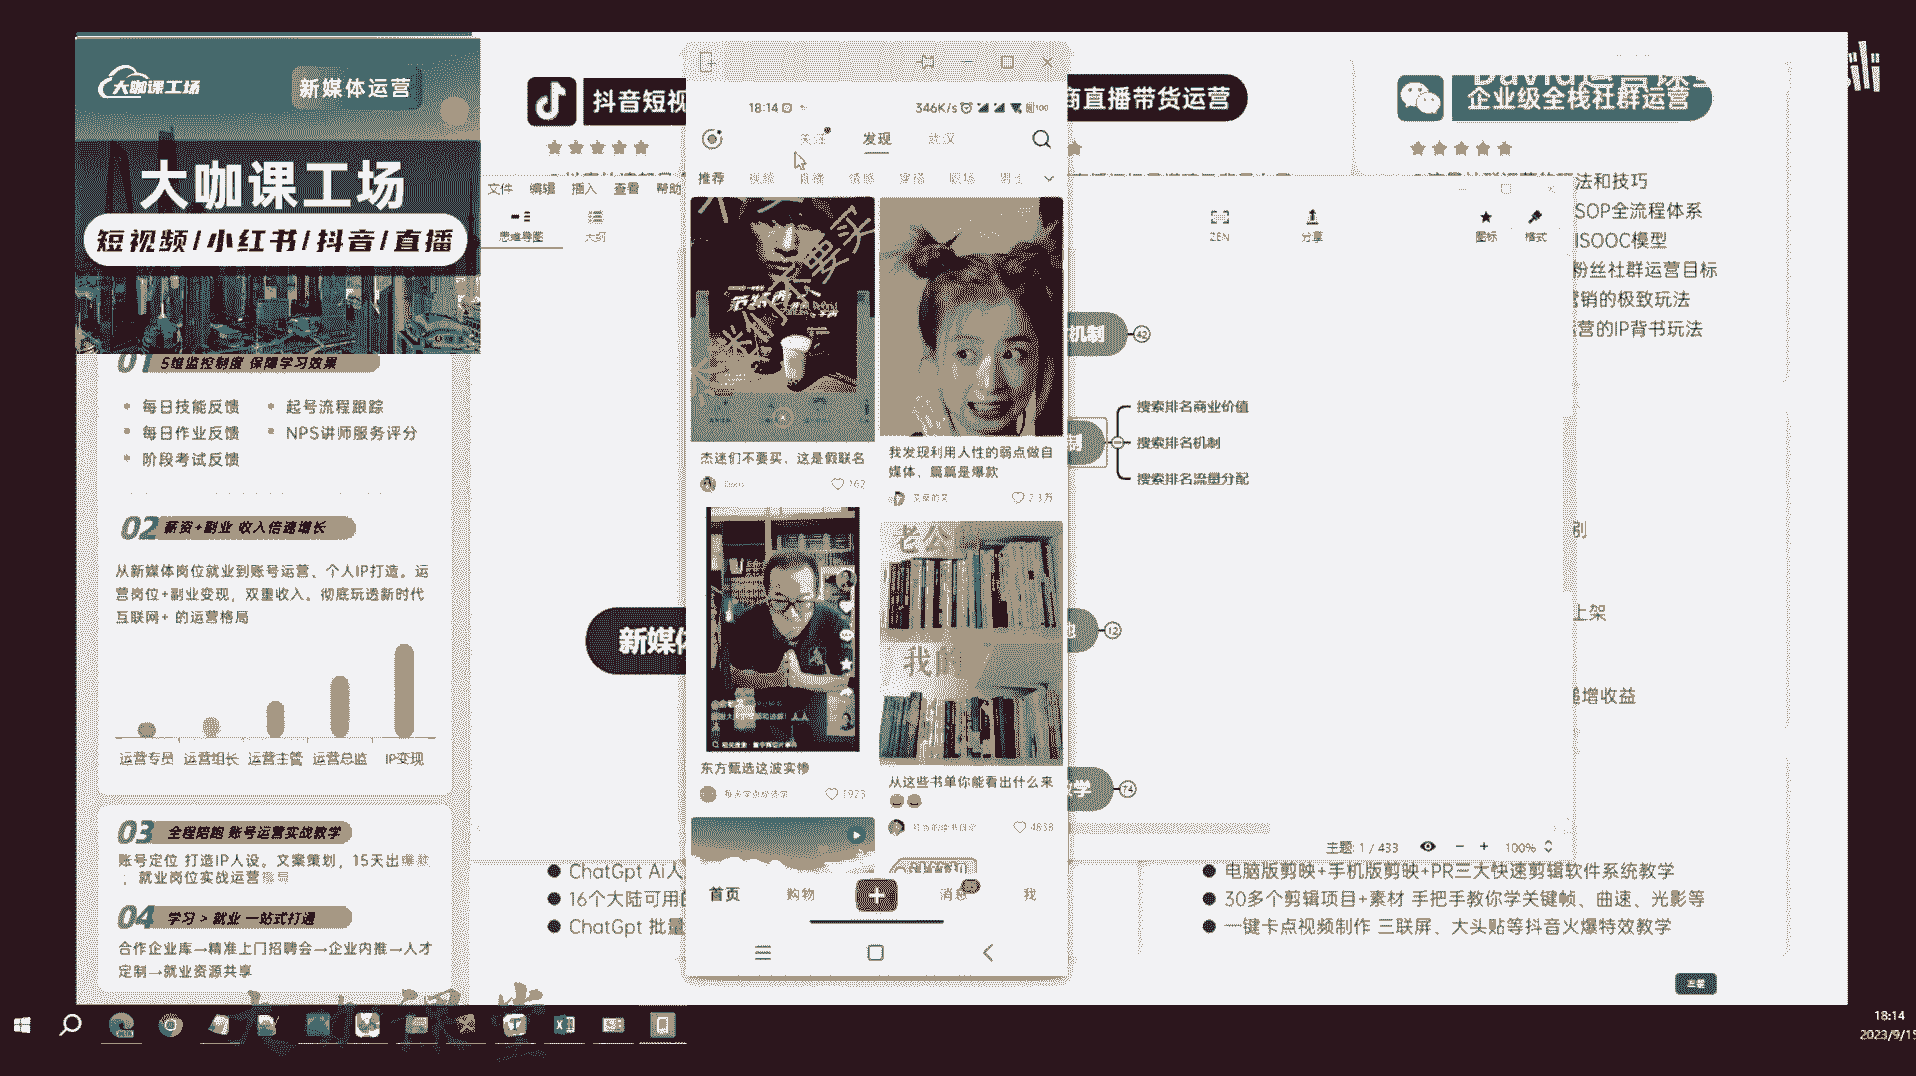 大咖课工场
新媒体运营
大咖课工场
短视频/小红书/抖音/直播
01 5维监控制度 保障学习效果
每日技能反馈
起号流程跟踪
每日作业反馈
NPS讲师服务评分
阶段考试反馈
02 薪资+副业 收入倍速增长
从新媒体岗位就业到账号运营、个人IP打造。运
营岗位+副业变现，双重收入。彻底玩透新时代
互联网+ 的运营格局
运营专员 运营组长 运营主管 运营总监 IP变现
03 全程陪跑 账号运营实战教学
账号定位 打造IP人设。文案策划，15天出爆款
；就业岗位实战运营指导
04 学习 > 就业 一站式打通
合作企业库→精准上门招聘会→企业内推→人才
定制→就业资源共享
抖音短视
商直播带货运营
企业级全栈社群运营
文件 编辑 插入 查看 帮助
思维导图 大纲
ZEN 分享 图标 格式
18:14
346K/s
100
关注 发现 武汉
推荐 视频 直播 情感 穿搭 职场 男士
杰迷们不要买，这是假联名
162
我发现利用人性的弱点做自
媒体，篇篇是爆款
2.3万
老公
我的
东方甄选这波实惨
1923
从这些书单你能看出什么来
4838
首页 购物 + 消息 我
新媒体
机制 42
搜索排名商业价值
搜索排名机制
搜索排名流量分配
12
学 74
法和技巧
SOP全流程体系
ISOOC模型
粉丝社群运营目标
营销的极致玩法
运营的IP背书玩法
别
上架
递增收益
主题: 1 / 433
100%
ChatGpt Ai人
16个大陆可用的
ChatGpt 批量
电脑版剪映+手机版剪映+PR三大快速剪辑软件系统教学
30多个剪辑项目+素材 手把手教你学关键帧、曲速、光影等
一键卡点视频制作 三联屏、大头贴等抖音火爆特效教学
18:14
2023/9/15